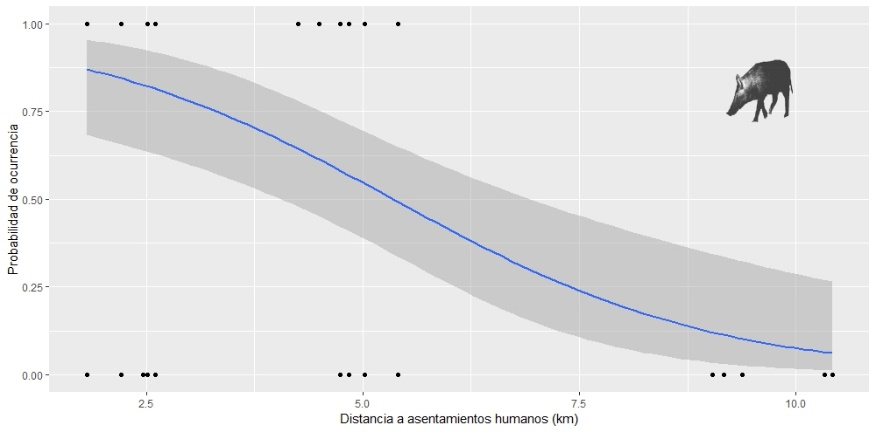 1.00
0.75
0.50
0.25
0.00
Probabilidad de ocurrencia
2.5 5.0 7.5 10.0
Distancia a asentamientos humanos (km)